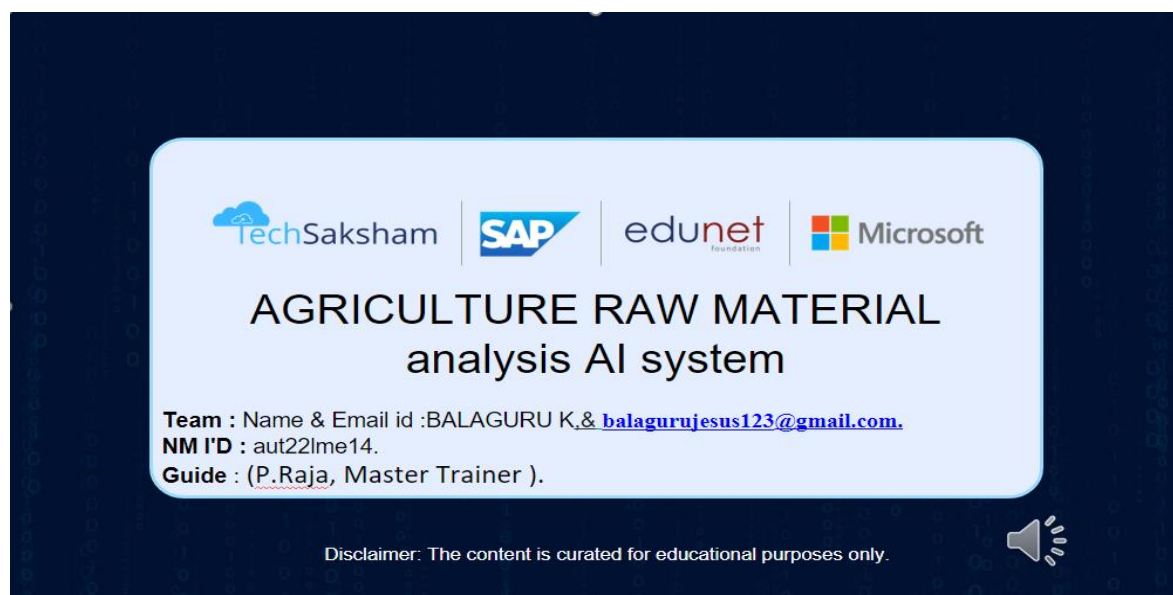 TechSaksham
SAP
edunet
foundation
Microsoft
AGRICULTURE RAW MATERIAL
analysis AI system
Team : Name & Email id :BALAGURU K,& balagurujesus123@gmail.com.
NM I'D : aut22lme14.
Guide : (P.Raja, Master Trainer ).
Disclaimer: The content is curated for educational purposes only.